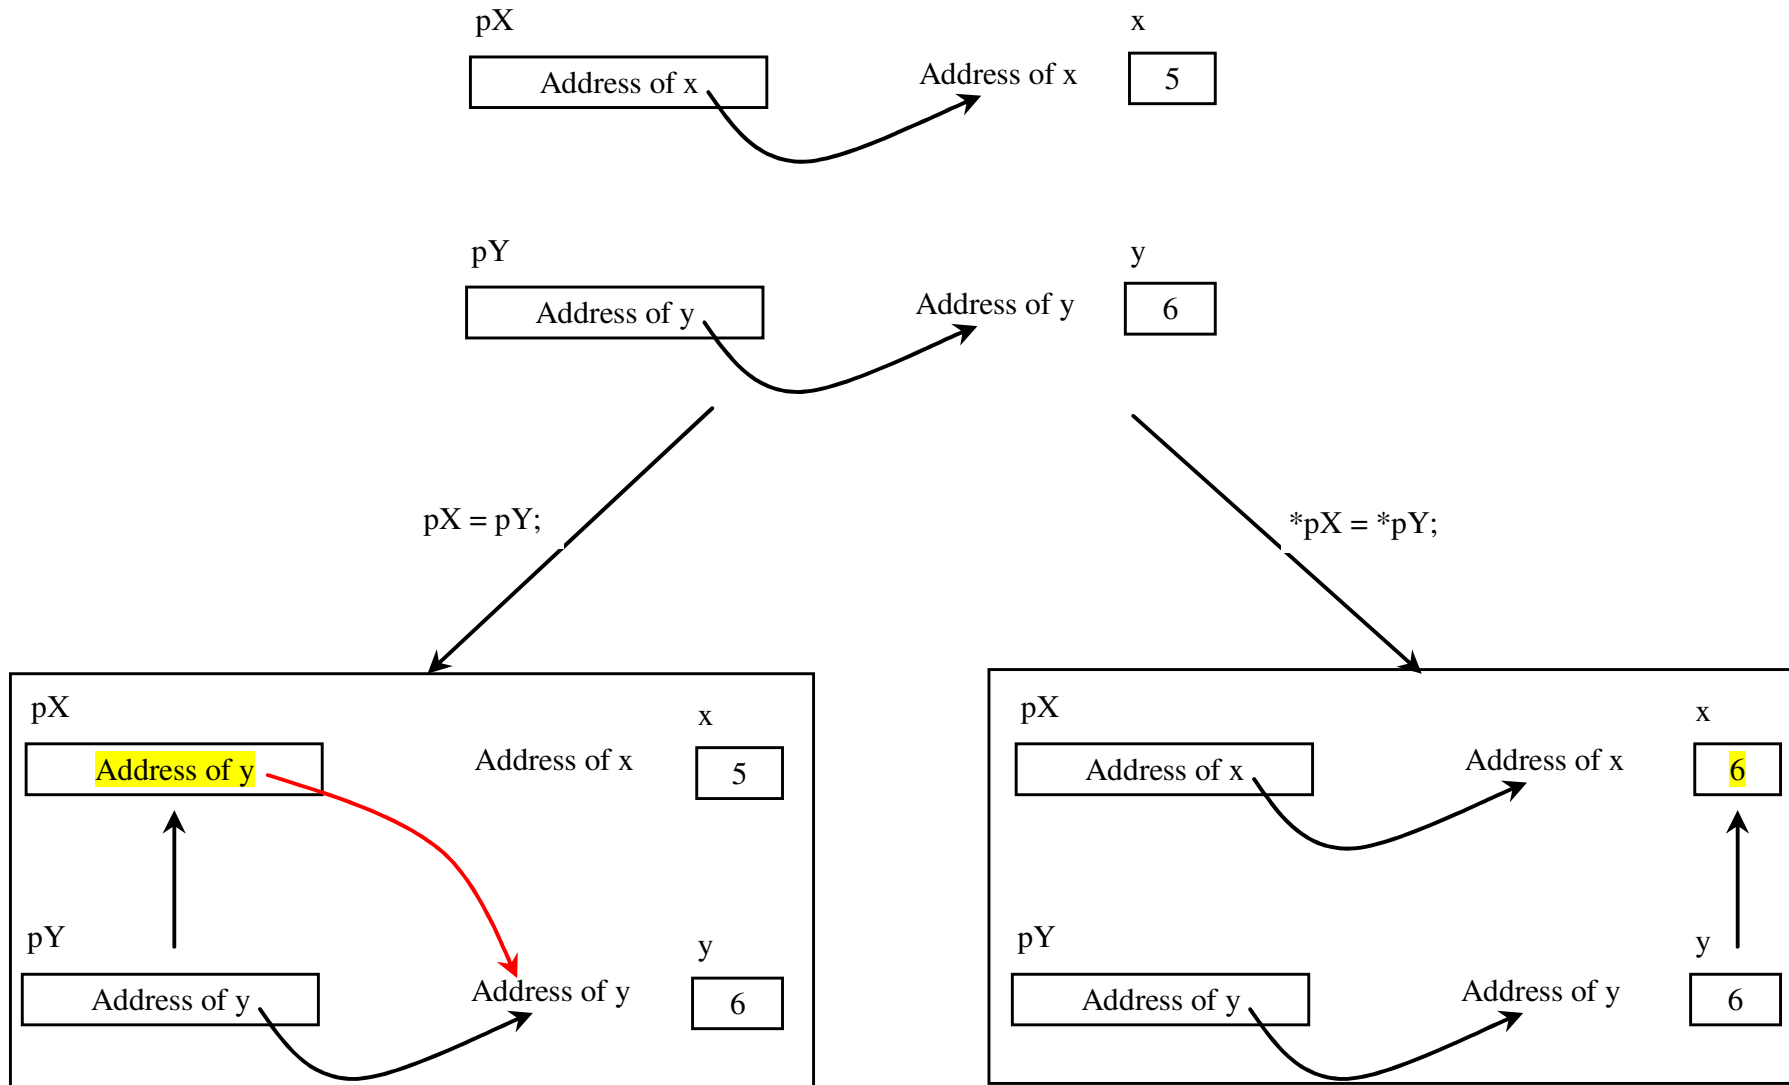 pX x
Address of x Address of x 5
pY y
Address of y Address of y 6
pX = pY; *pX = *pY;
pX x
Address of y Address of x 5
pY y
Address of y Address of y 6
pX x
Address of x Address of x 6
pY y
Address of y Address of y 6